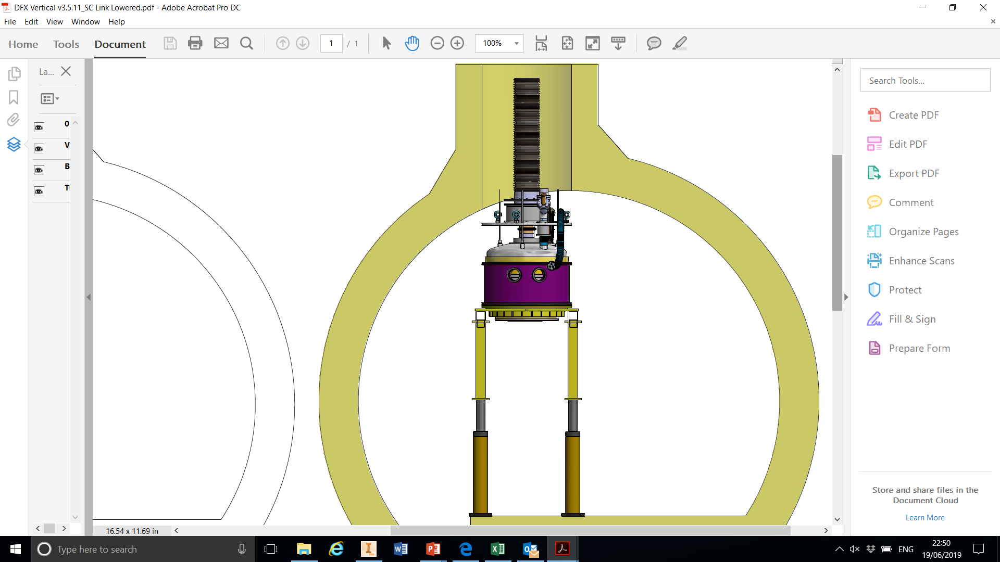 DFX Vertical v3.5.11_SC Link Lowered.pdf - Adobe Acrobat Pro DC
File Edit View Window Help
Home Tools Document 1 / 1 100%
La...
0
V
B
T
Search Tools...
Create PDF
Edit PDF
Export PDF
Comment
Organize Pages
Enhance Scans
Protect
Fill & Sign
Prepare Form
Store and share files in the
Document Cloud
Learn More
16.54 x 11.69 in
Type here to search
ENG
22:50
19/06/2019